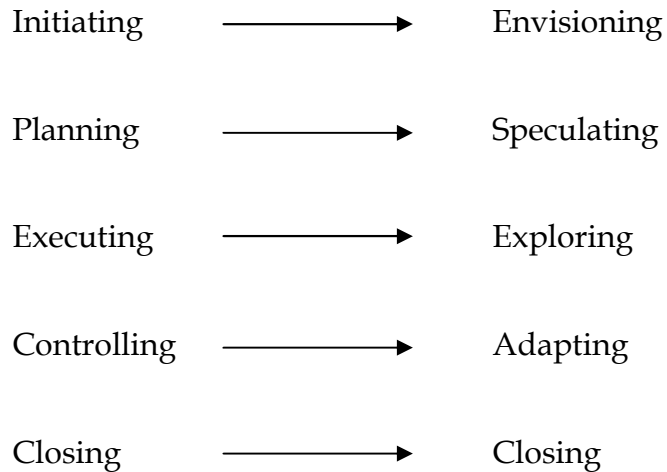 Initiating Envisioning
Planning Speculating
Executing Exploring
Controlling Adapting
Closing Closing